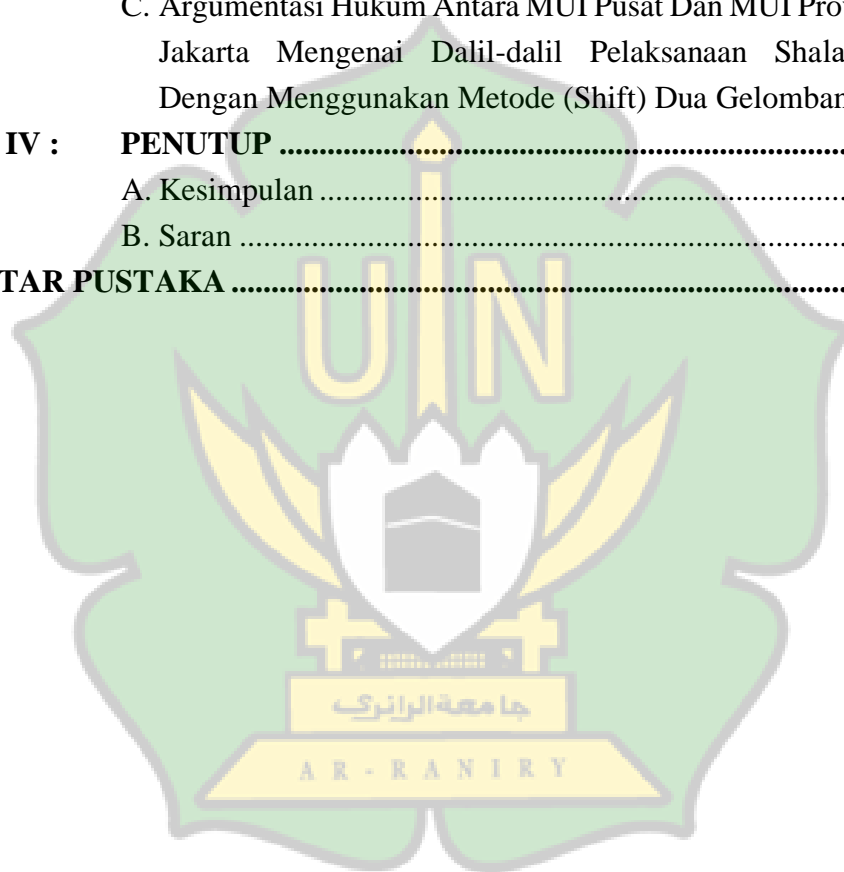 C. Argumentasi Hukum Antara MUI Pusat Dan MUI Prov
Jakarta Mengenai Dalil-dalil Pelaksanaan Shala
Dengan Menggunakan Metode (Shift) Dua Gelomban
IV : PENUTUP ................................................................
A. Kesimpulan ................................................................
B. Saran ................................................................
TAR PUSTAKA ................................................................
UIN
جامعة الرانري
AR-RANIRY